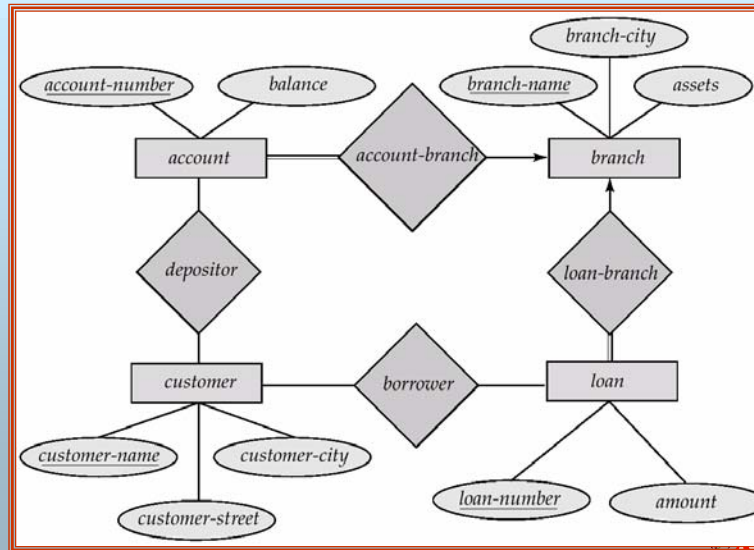 branch-city
account-number
balance
branch-name
assets
account
account-branch
branch
depositor
loan-branch
customer
borrower
loan
customer-name
customer-city
customer-street
loan-number
amount